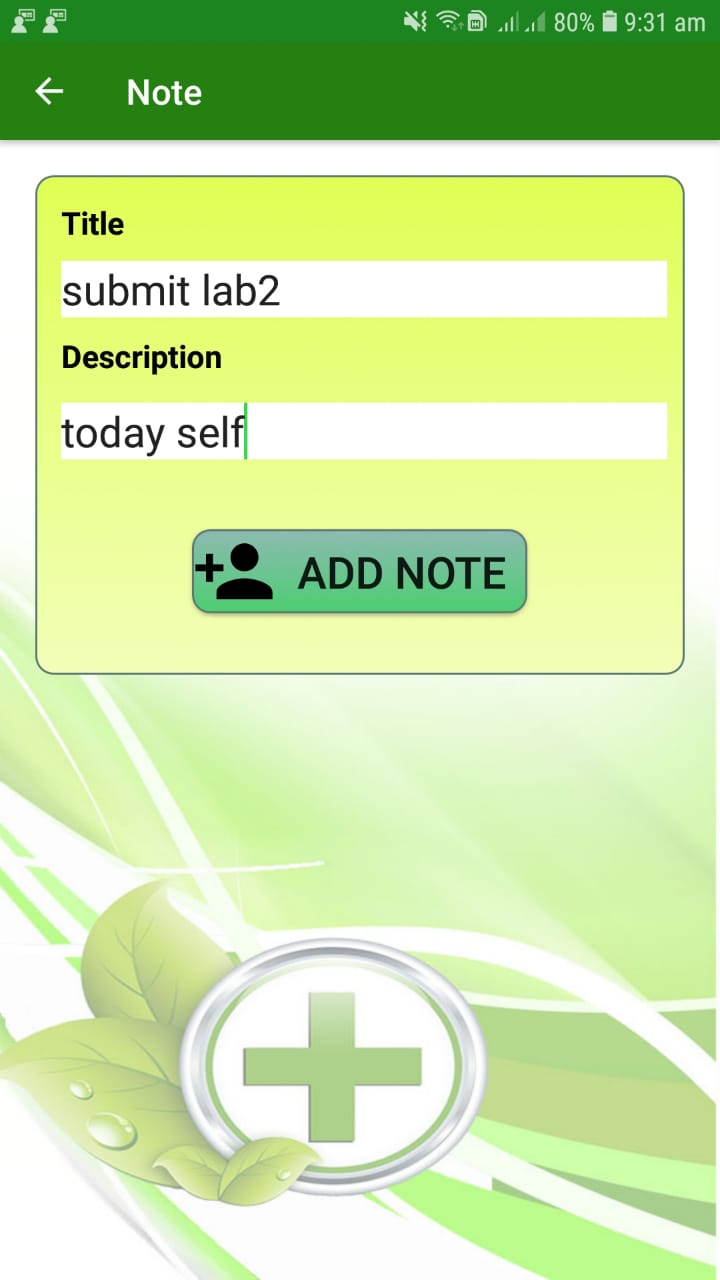 80% 9:31 am
Note
Title
submit lab2
Description
today self
ADD NOTE